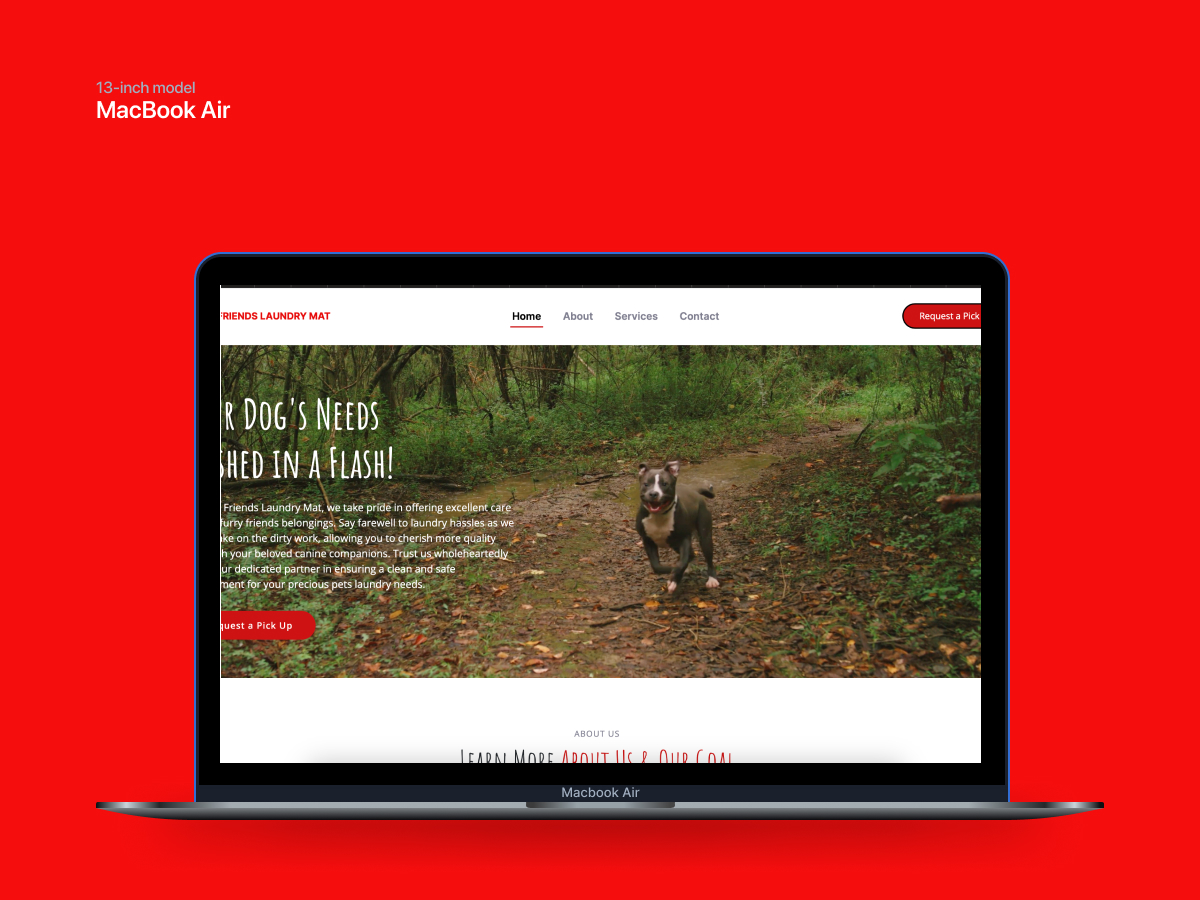 13-inch model
MacBook Air
FRIENDS LAUNDRY MAT
Home About Services Contact
Request a Pick
R DOG'S NEEDS
SHED IN A FLASH!
Friends Laundry Mat, we take pride in offering excellent care
furry friends belongings. Say farewell to laundry hassles as we
ke on the dirty work, allowing you to cherish more quality
h your beloved canine companions. Trust us wholeheartedly
ur dedicated partner in ensuring a clean and safe
ment for your precious pets laundry needs.
quest a Pick Up
ABOUT US
LEARN MORE ABOUT US & OUR GOAL
Macbook Air